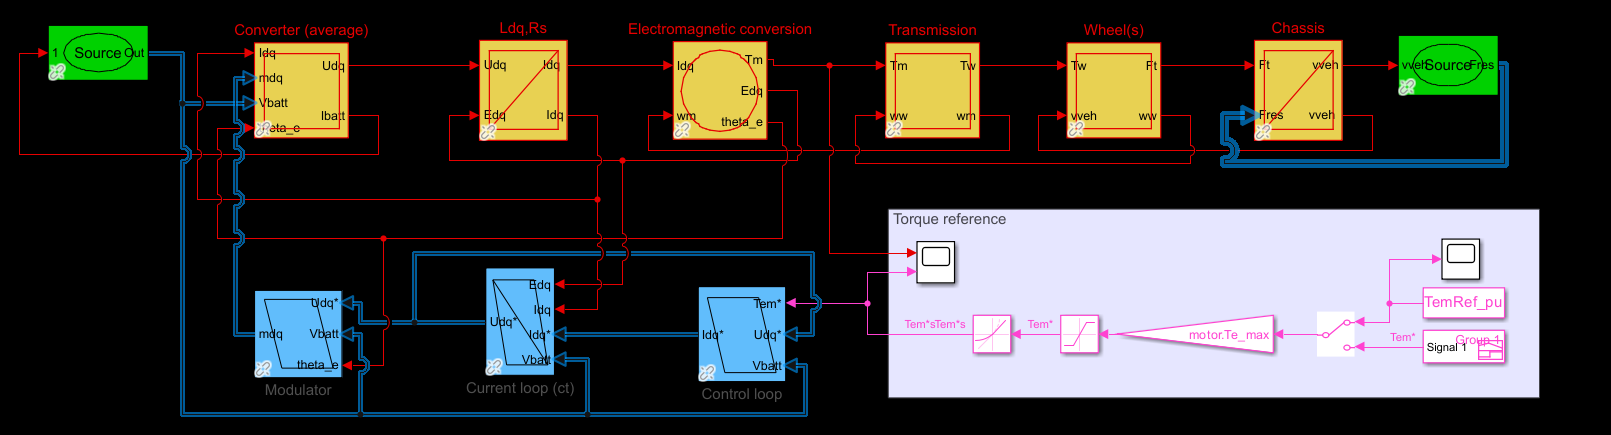 Converter (average)
Ldq,Rs
Electromagnetic conversion
Transmission
Wheel(s)
Chassis
1 Source Out
Idq
mdq
Vbatt
Udq
Ibatt
Udq
Edq
Idq
Idq
Idq
wm
Tm
Edq
theta_e
Tm
ww
Tw
wm
Tw
vveh
Ft
ww
Ft
Fres
vveh
vveh
vveh Source Fres
Torque reference
Udq*
mdq
Vbatt
theta_e
Modulator
Edq
Idq
Udq*
Idq*
Vbatt
Current loop (ct)
Tem*
Idq*
Udq*
Vbatt
Control loop
Tem*sTem*s
Tem*
motor.Te_max
TemRef_pu
Tem*
Group 1
Signal 1